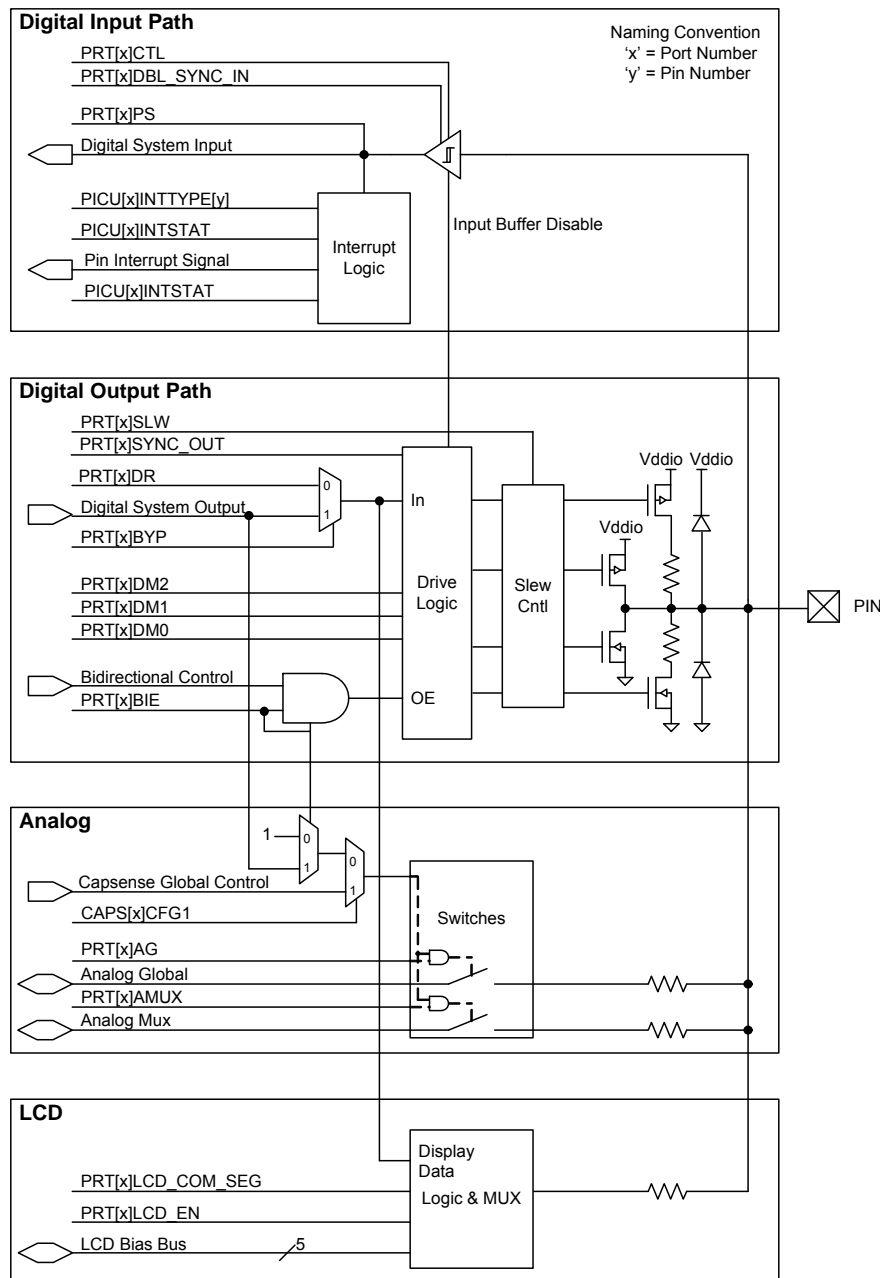 Digital Input Path
Naming Convention
‘x’ = Port Number
‘y’ = Pin Number
PRT[x]CTL
PRT[x]DBL_SYNC_IN
PRT[x]PS
Digital System Input
PICU[x]INTTYPE[y]
PICU[x]INTSTAT
Pin Interrupt Signal
PICU[x]INTSTAT
Interrupt
Logic
Input Buffer Disable
Digital Output Path
PRT[x]SLW
PRT[x]SYNC_OUT
PRT[x]DR
Digital System Output
PRT[x]BYP
0
1
In
PRT[x]DM2
PRT[x]DM1
PRT[x]DM0
Drive
Logic
Slew
Cntl
Vddio Vddio
Vddio
PIN
Bidirectional Control
PRT[x]BIE
OE
Analog
1
0
1
0
1
Capsense Global Control
CAPS[x]CFG1
Switches
PRT[x]AG
Analog Global
PRT[x]AMUX
Analog Mux
LCD
Display
Data
Logic & MUX
PRT[x]LCD_COM_SEG
PRT[x]LCD_EN
LCD Bias Bus
5